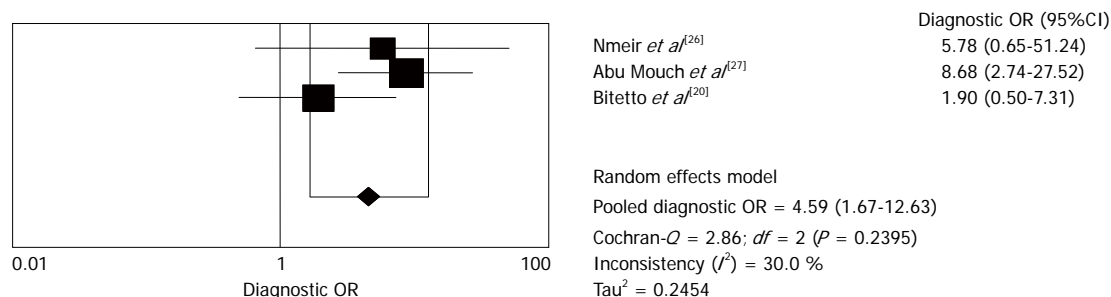 Diagnostic OR (95%CI)
Nmeir et al[26] 5.78 (0.65-51.24)
Abu Mouch et al[27] 8.68 (2.74-27.52)
Bitetto et al[20] 1.90 (0.50-7.31)
Random effects model
Pooled diagnostic OR = 4.59 (1.67-12.63)
Cochran-Q = 2.86; df = 2 (P = 0.2395)
Inconsistency (I2) = 30.0 %
Tau2 = 0.2454
0.01 1 100
Diagnostic OR